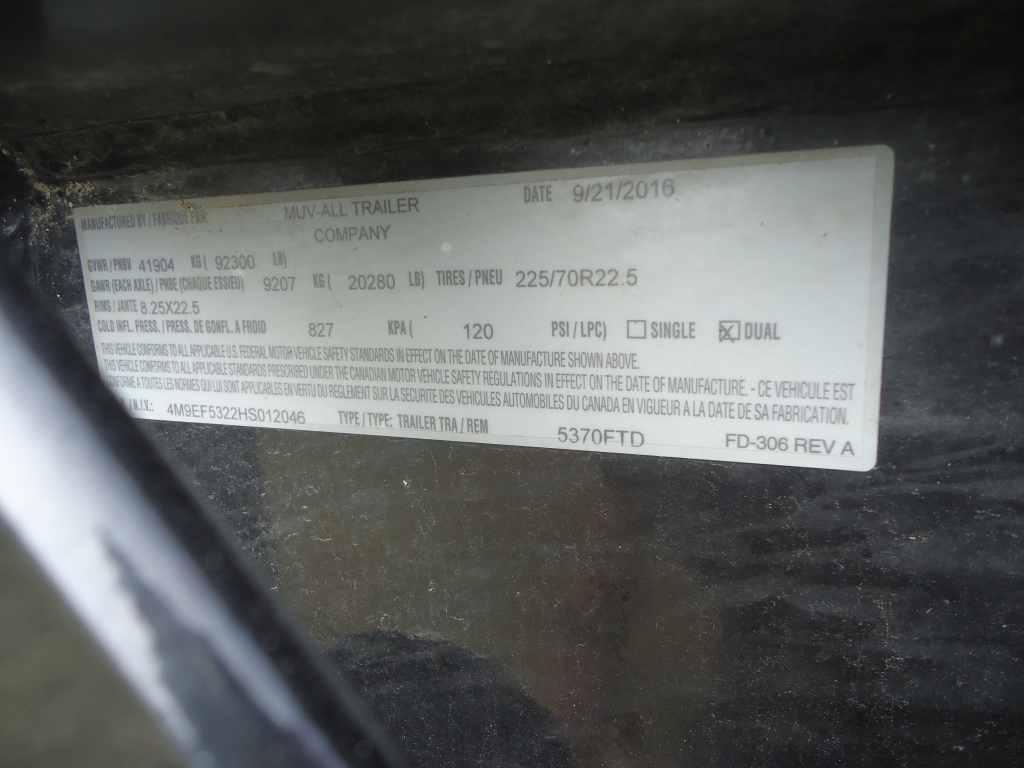 MANUFACTURED BY / FABRIQUE PAR: MUV-ALL TRAILER DATE 9/21/2016
COMPANY
GVWR / PNBV 41904 KG ( 92300 LB)
GAWR (EACH AXLE) / PNBE (CHAQUE ESSIEU) 9207 KG ( 20280 LB) TIRES / PNEU 225/70R22.5
RIMS / JANTE 8.25X22.5
COLD INFL. PRESS. / PRESS. DE GONFL. A FROID 827 KPA ( 120 PSI / LPC) ☐ SINGLE ☒ DUAL
THIS VEHICLE CONFORMS TO ALL APPLICABLE U.S. FEDERAL MOTOR VEHICLE SAFETY STANDARDS IN EFFECT ON THE DATE OF MANUFACTURE SHOWN ABOVE.
THIS VEHICLE CONFORMS TO ALL APPLICABLE STANDARDS PRESCRIBED UNDER THE CANADIAN MOTOR VEHICLE SAFETY REGULATIONS IN EFFECT ON THE DATE OF MANUFACTURE. - CE VEHICULE EST
CONFORME A TOUTES LES NORMES QUI LUI SONT APPLICABLES EN VERTU DU REGLEMENT SUR LA SECURITE DES VEHICULES AUTOMOBILES DU CANADA EN VIGUEUR A LA DATE DE SA FABRICATION.
/ N.I.V.: 4M9EF5322HS012046 TYPE / TYPE: TRAILER TRA / REM 5370FTD FD-306 REV A